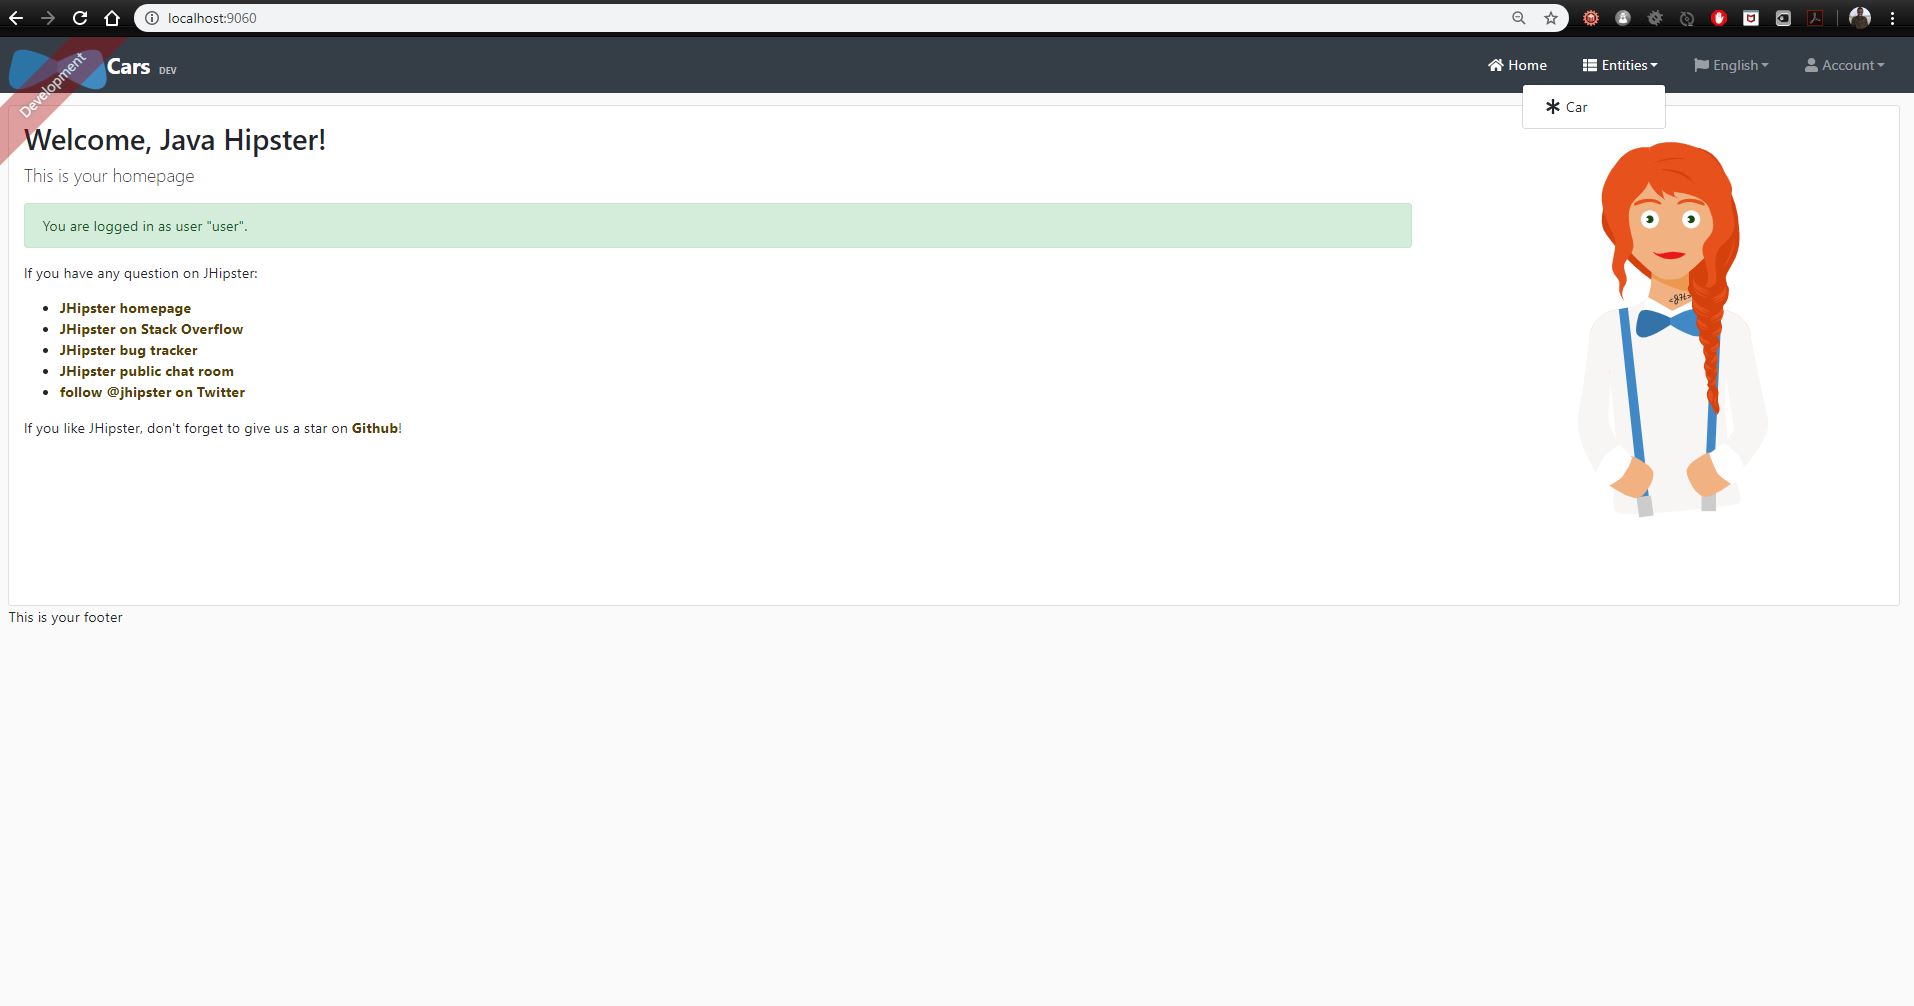 localhost:9060
Development
Cars DEV
Home Entities English Account
Car
Welcome, Java Hipster!
This is your homepage
You are logged in as user "user".
If you have any question on JHipster:
JHipster homepage
JHipster on Stack Overflow
JHipster bug tracker
JHipster public chat room
follow @jhipster on Twitter
If you like JHipster, don't forget to give us a star on Github!
This is your footer